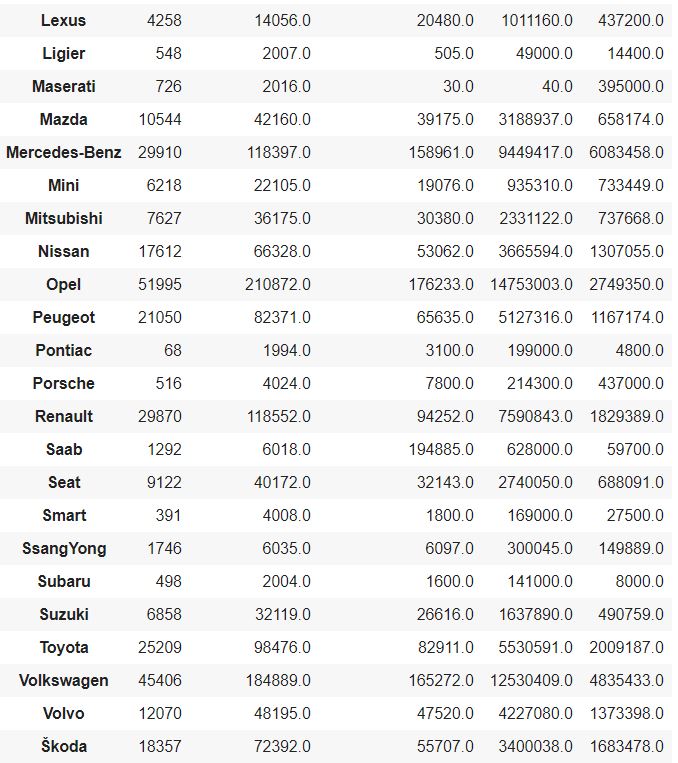 Lexus 4258 14056.0 20480.0 1011160.0 437200.0
Ligier 548 2007.0 505.0 49000.0 14400.0
Maserati 726 2016.0 30.0 40.0 395000.0
Mazda 10544 42160.0 39175.0 3188937.0 658174.0
Mercedes-Benz 29910 118397.0 158961.0 9449417.0 6083458.0
Mini 6218 22105.0 19076.0 935310.0 733449.0
Mitsubishi 7627 36175.0 30380.0 2331122.0 737668.0
Nissan 17612 66328.0 53062.0 3665594.0 1307055.0
Opel 51995 210872.0 176233.0 14753003.0 2749350.0
Peugeot 21050 82371.0 65635.0 5127316.0 1167174.0
Pontiac 68 1994.0 3100.0 199000.0 4800.0
Porsche 516 4024.0 7800.0 214300.0 437000.0
Renault 29870 118552.0 94252.0 7590843.0 1829389.0
Saab 1292 6018.0 194885.0 628000.0 59700.0
Seat 9122 40172.0 32143.0 2740050.0 688091.0
Smart 391 4008.0 1800.0 169000.0 27500.0
SsangYong 1746 6035.0 6097.0 300045.0 149889.0
Subaru 498 2004.0 1600.0 141000.0 8000.0
Suzuki 6858 32119.0 26616.0 1637890.0 490759.0
Toyota 25209 98476.0 82911.0 5530591.0 2009187.0
Volkswagen 45406 184889.0 165272.0 12530409.0 4835433.0
Volvo 12070 48195.0 47520.0 4227080.0 1373398.0
Škoda 18357 72392.0 55707.0 3400038.0 1683478.0